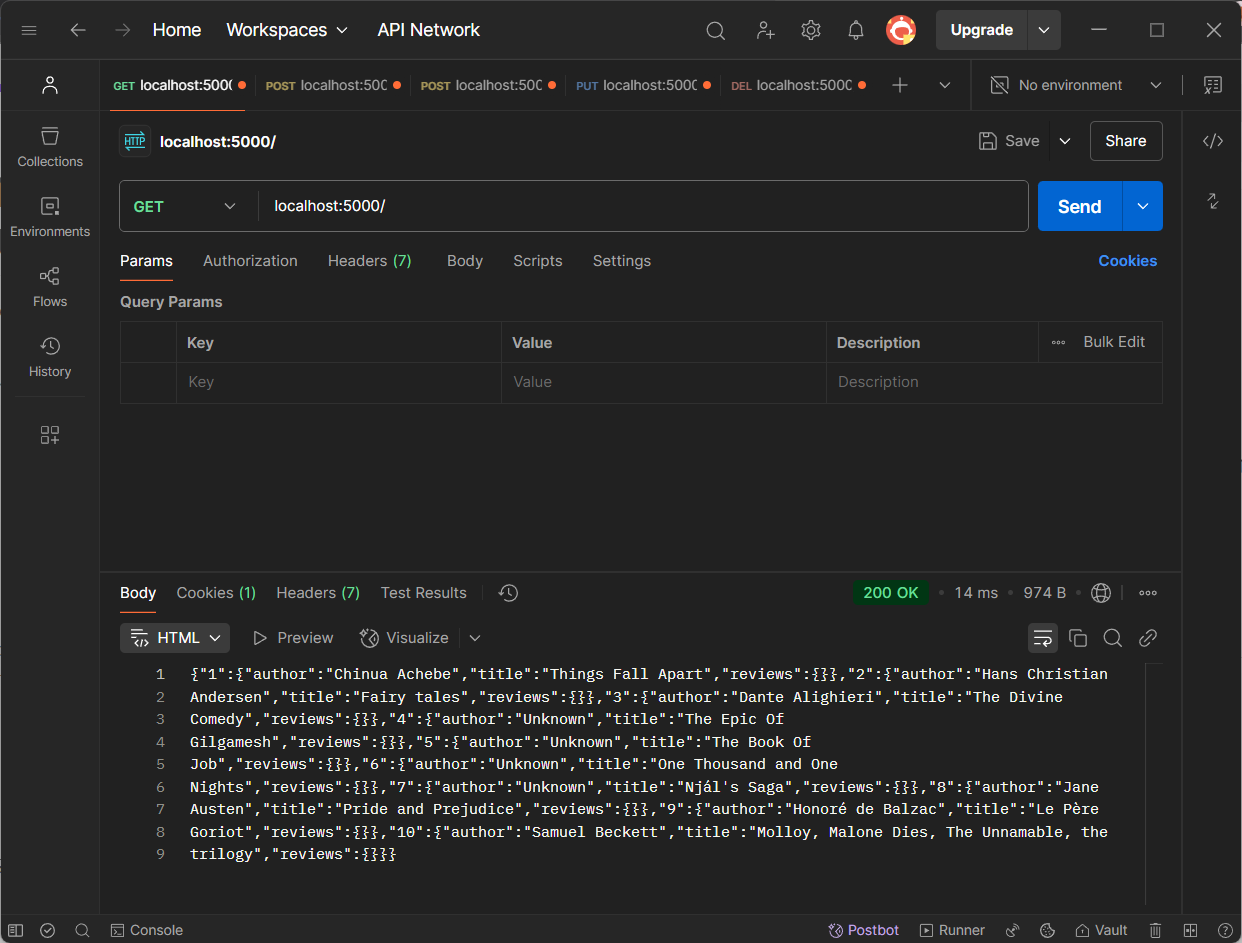 Home Workspaces API Network Upgrade
GET localhost:5000 POST localhost:500 POST localhost:500 PUT localhost:5000 DEL localhost:5000 No environment
HTTP localhost:5000/ Save Share
Collections
Environments
Flows
History
GET localhost:5000/ Send
Params Authorization Headers (7) Body Scripts Settings Cookies
Query Params
Key Value Description Bulk Edit
Key Value Description
Body Cookies (1) Headers (7) Test Results 200 OK • 14 ms • 974 B •
HTML Preview Visualize
1 {"1":{"author":"Chinua Achebe","title":"Things Fall Apart","reviews":{}},"2":{"author":"Hans Christian
2 Andersen","title":"Fairy tales","reviews":{}},"3":{"author":"Dante Alighieri","title":"The Divine
3 Comedy","reviews":{}},"4":{"author":"Unknown","title":"The Epic Of
4 Gilgamesh","reviews":{}},"5":{"author":"Unknown","title":"The Book Of
5 Job","reviews":{}},"6":{"author":"Unknown","title":"One Thousand and One
6 Nights","reviews":{}},"7":{"author":"Unknown","title":"Njál's Saga","reviews":{}},"8":{"author":"Jane
7 Austen","title":"Pride and Prejudice","reviews":{}},"9":{"author":"Honoré de Balzac","title":"Le Père
8 Goriot","reviews":{}},"10":{"author":"Samuel Beckett","title":"Molloy, Malone Dies, The Unnamable, the
9 trilogy","reviews":{}}}
Console Postbot Runner Vault